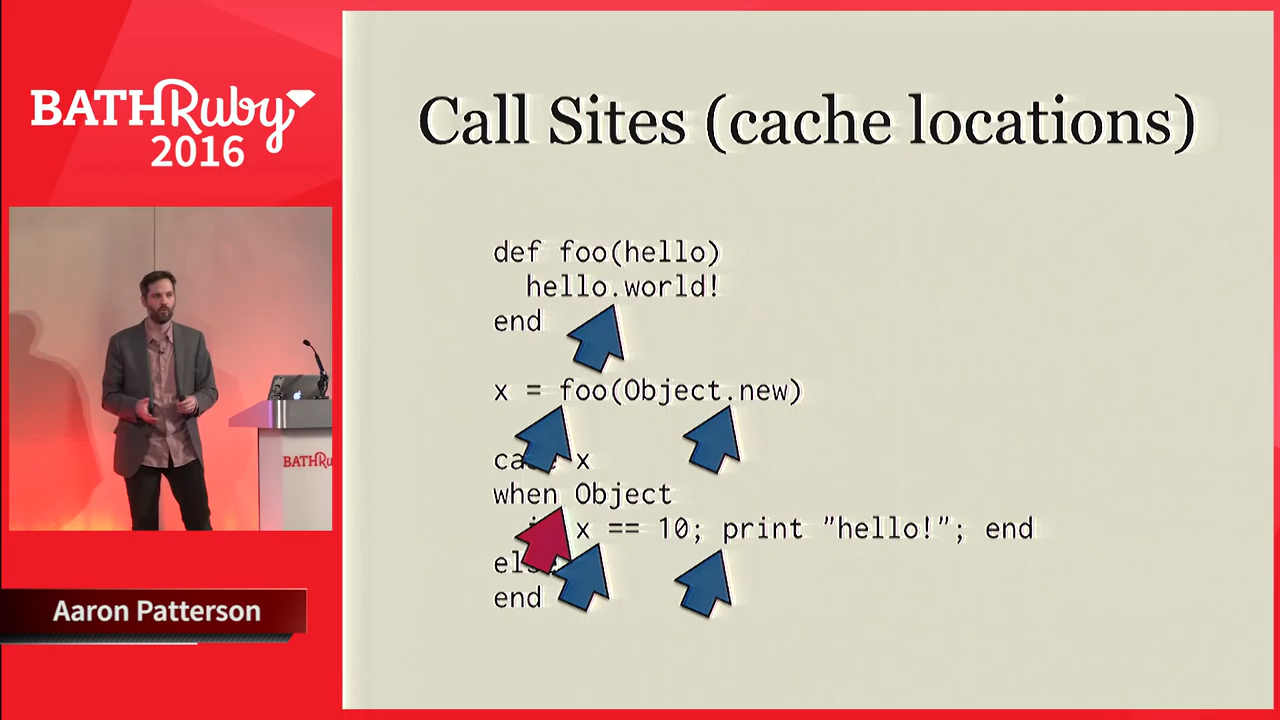 BATHRuby
2016
Call Sites (cache locations)
def foo(hello)
hello.world!
end
x = foo(Object.new)
x
when Object
x == 10; print "hello!"; end
end
BATHRu
Aaron Patterson